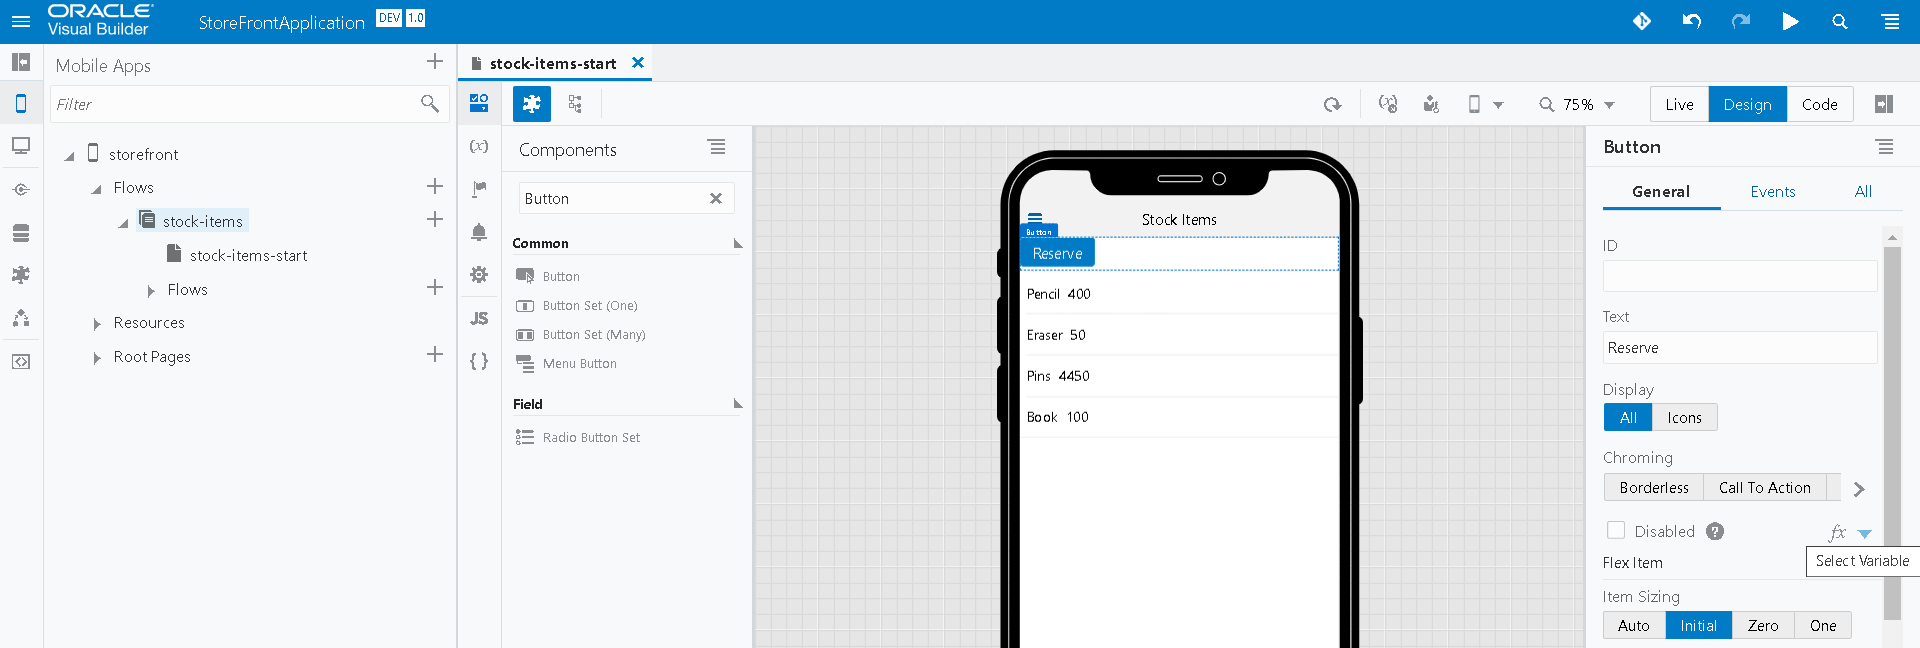 ORACLE
Visual Builder
StoreFrontApplication DEV 1.0
Mobile Apps
Filter
storefront
Flows
stock-items
stock-items-start
Flows
Resources
Root Pages
stock-items-start
(x)
JS
{ }
75%
Live Design Code
Components
Button
Common
Button
Button Set (One)
Button Set (Many)
Menu Button
Field
Radio Button Set
Stock Items
Button
Reserve
Pencil 400
Eraser 50
Pins 4450
Book 100
Button
General Events All
ID
Text
Reserve
Display
All Icons
Chroming
Borderless Call To Action
Disabled ? fx
Select Variable
Flex Item
Item Sizing
Auto Initial Zero One